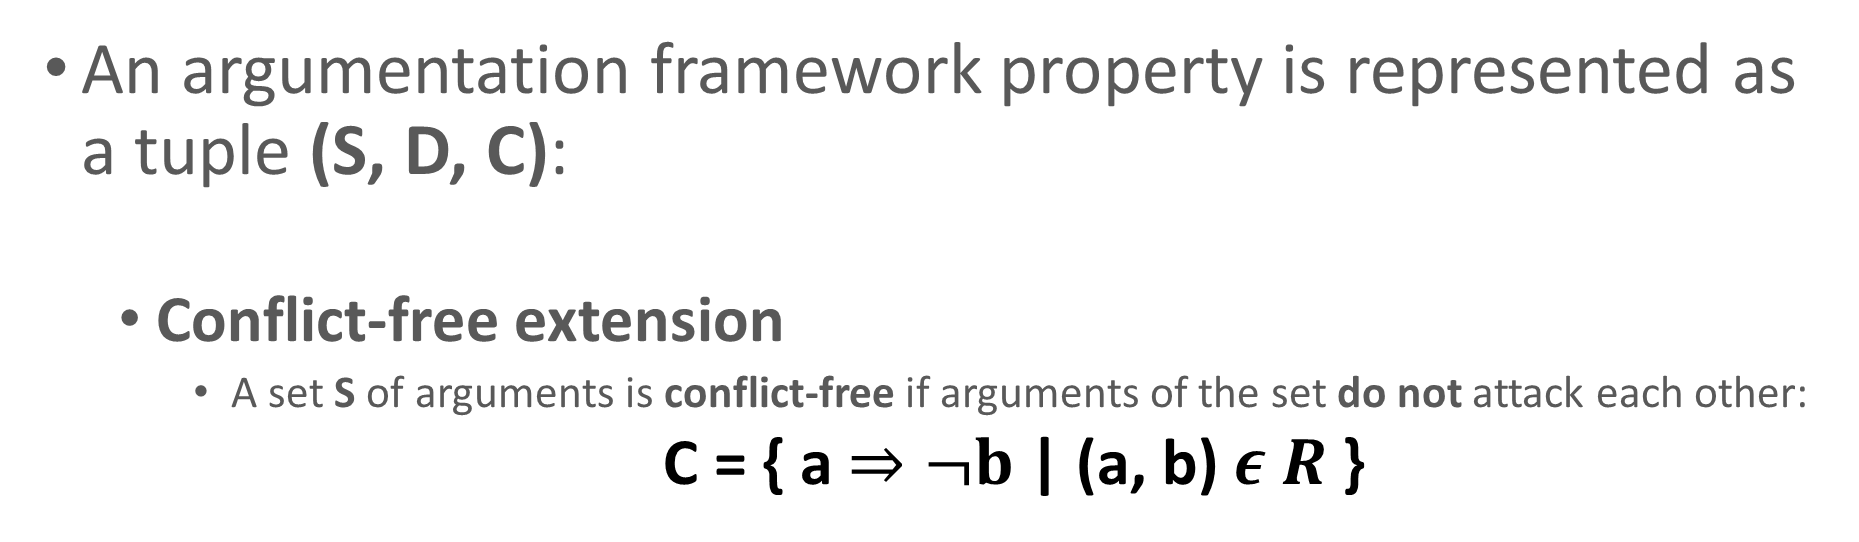 • An argumentation framework property is represented as
a tuple (S, D, C):
• Conflict-free extension
• A set S of arguments is conflict-free if arguments of the set do not attack each other:
C = { a ⇒ ¬b | (a, b) ϵ R }